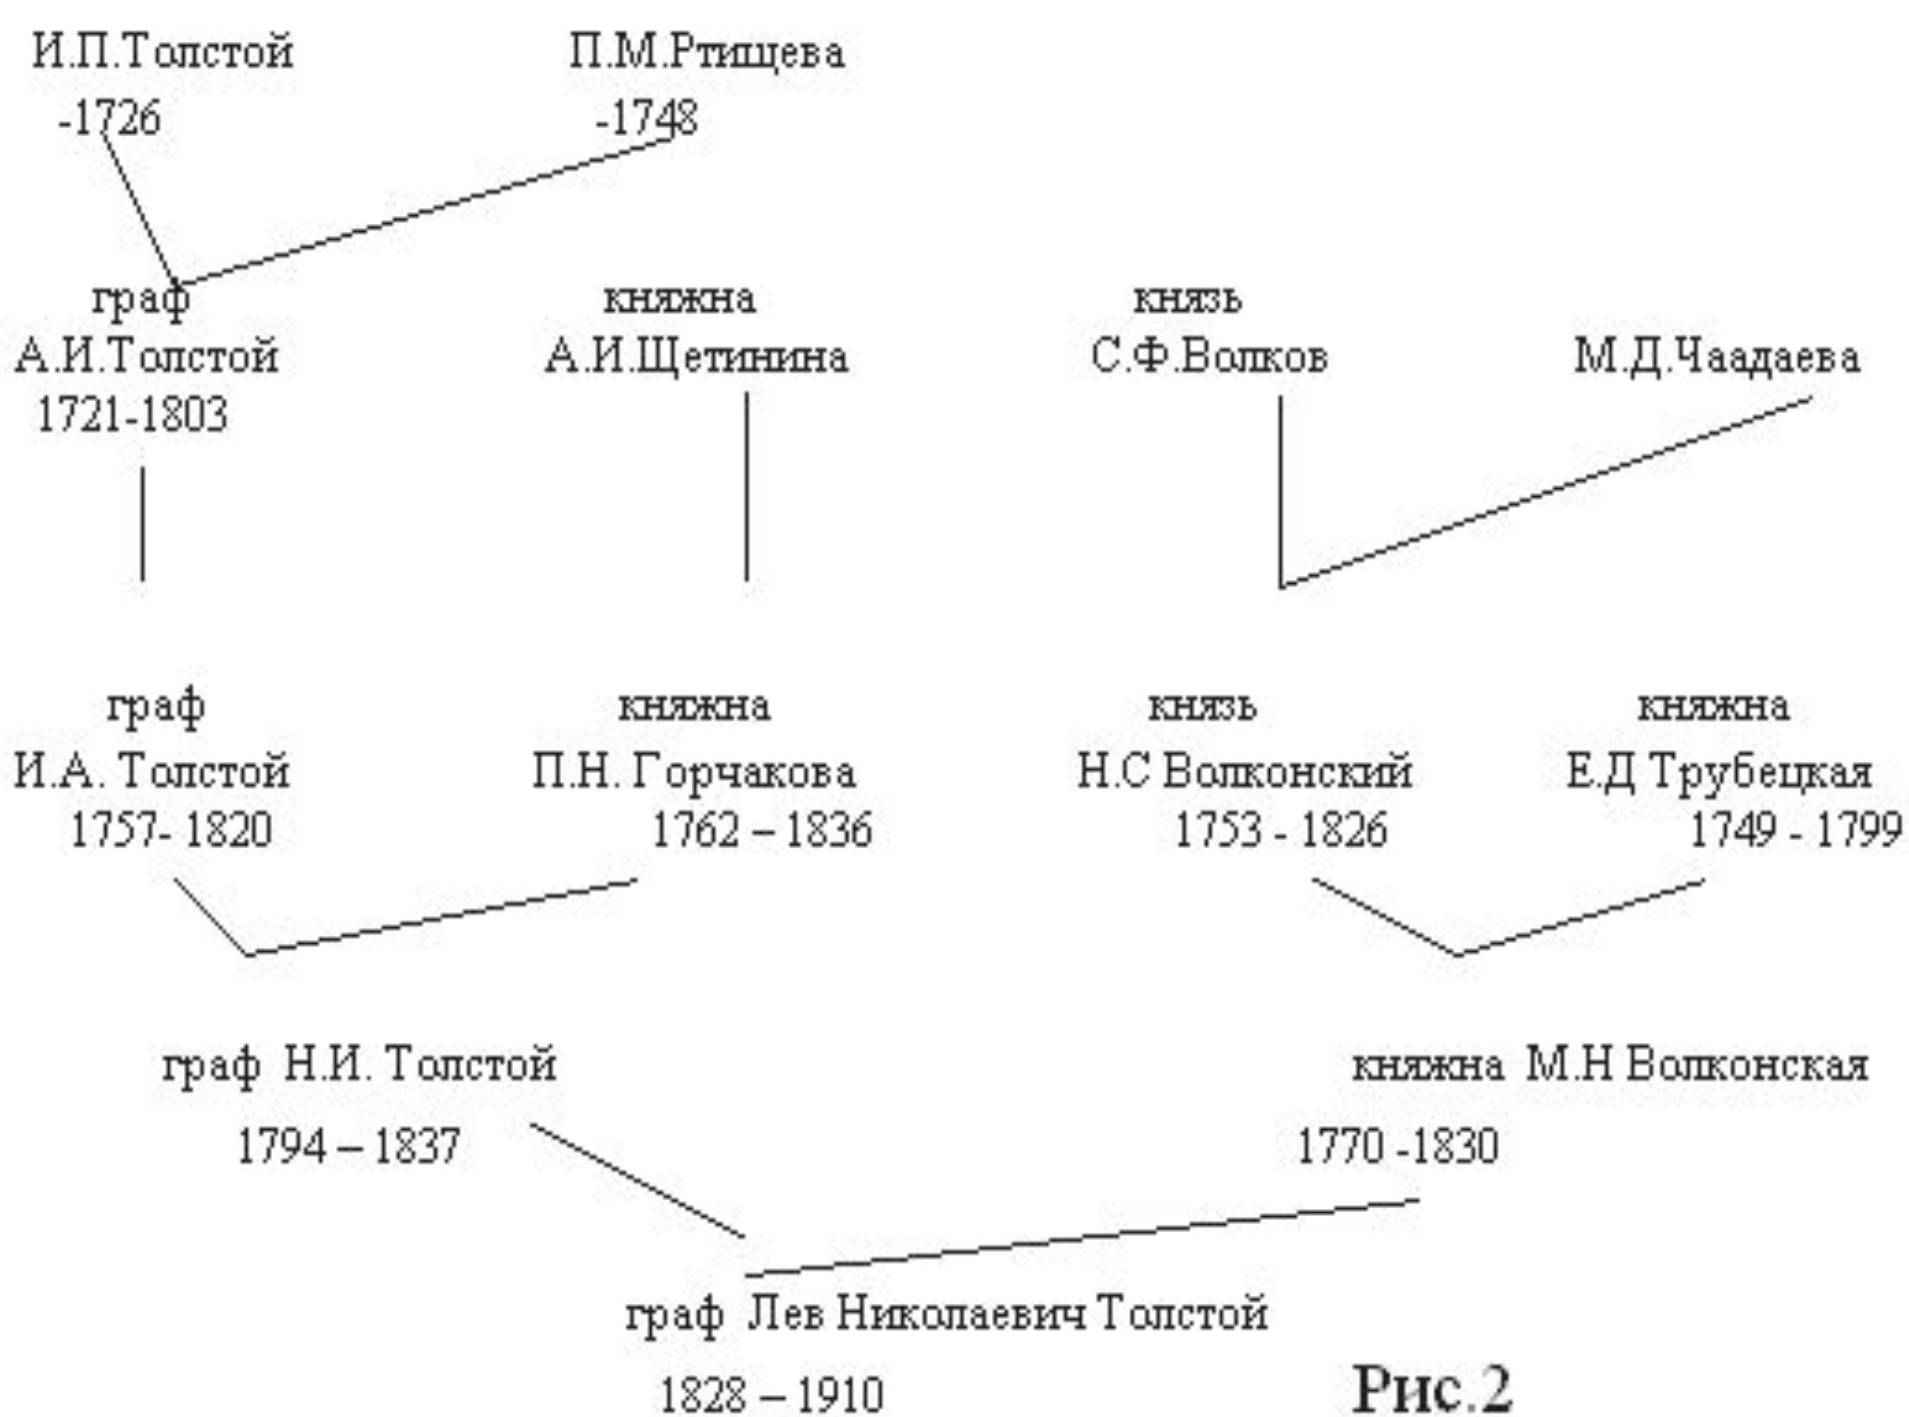 И.П.Толстой П.М.Ртищева
-1726 -1748
граф княжна князь
А.И.Толстой А.И.Щетинина С.Ф.Волков М.Д.Чаадаева
1721-1803
граф княжна князь княжна
И.А. Толстой П.Н. Горчакова Н.С Волконский Е.Д Трубецкая
1757- 1820 1762 – 1836 1753 - 1826 1749 - 1799
граф Н.И. Толстой княжна М.Н Волконская
1794 – 1837 1770 -1830
граф Лев Николаевич Толстой
1828 – 1910 Рис.2